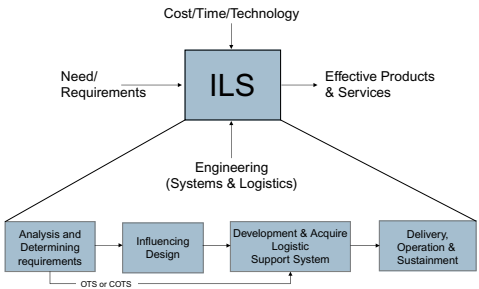 Cost/Time/Technology
Need/
Requirements
ILS
Effective Products
& Services
Engineering
(Systems & Logistics)
Analysis and
Determining
requirements
Influencing
Design
Development & Acquire
Logistic
Support System
Delivery,
Operation &
Sustainment
OTS or COTS